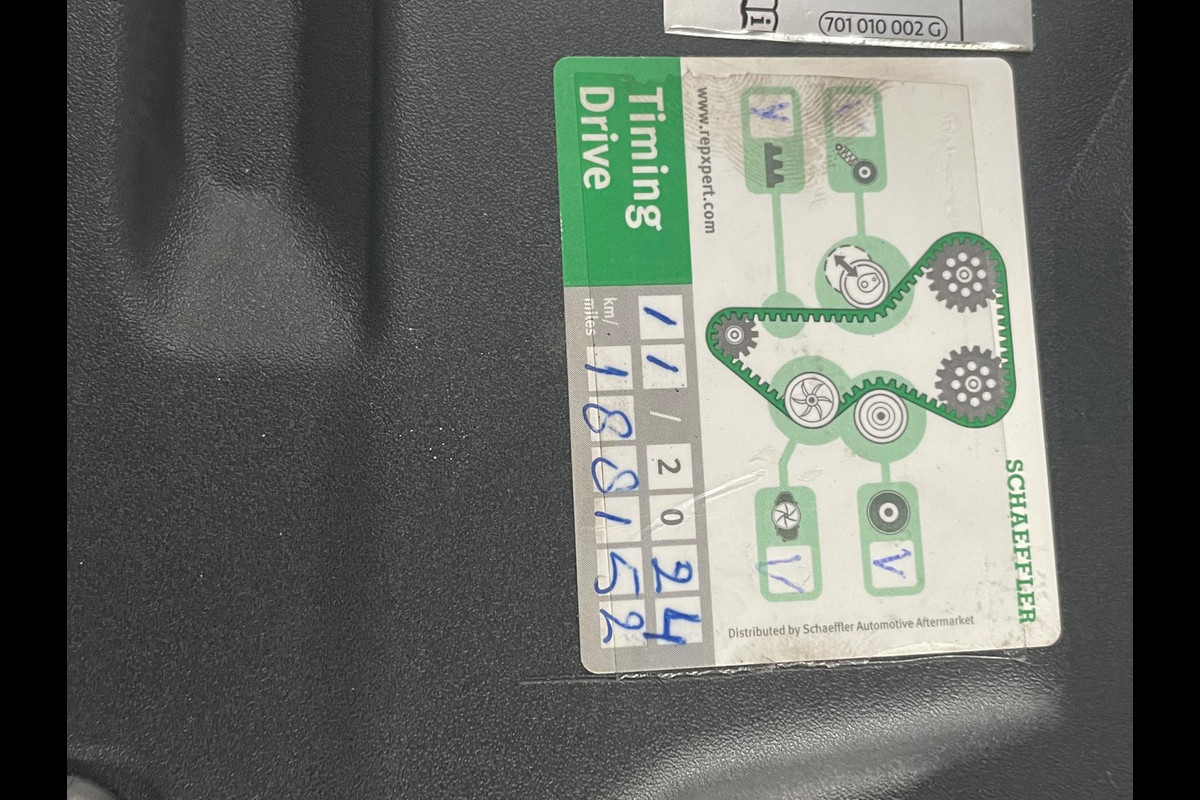 701 010 002 G
SCHAEFFLER
www.repxpert.com
Distributed by Schaeffler Automotive Aftermarket
Timing
Drive
11/2024
km/
miles
188152